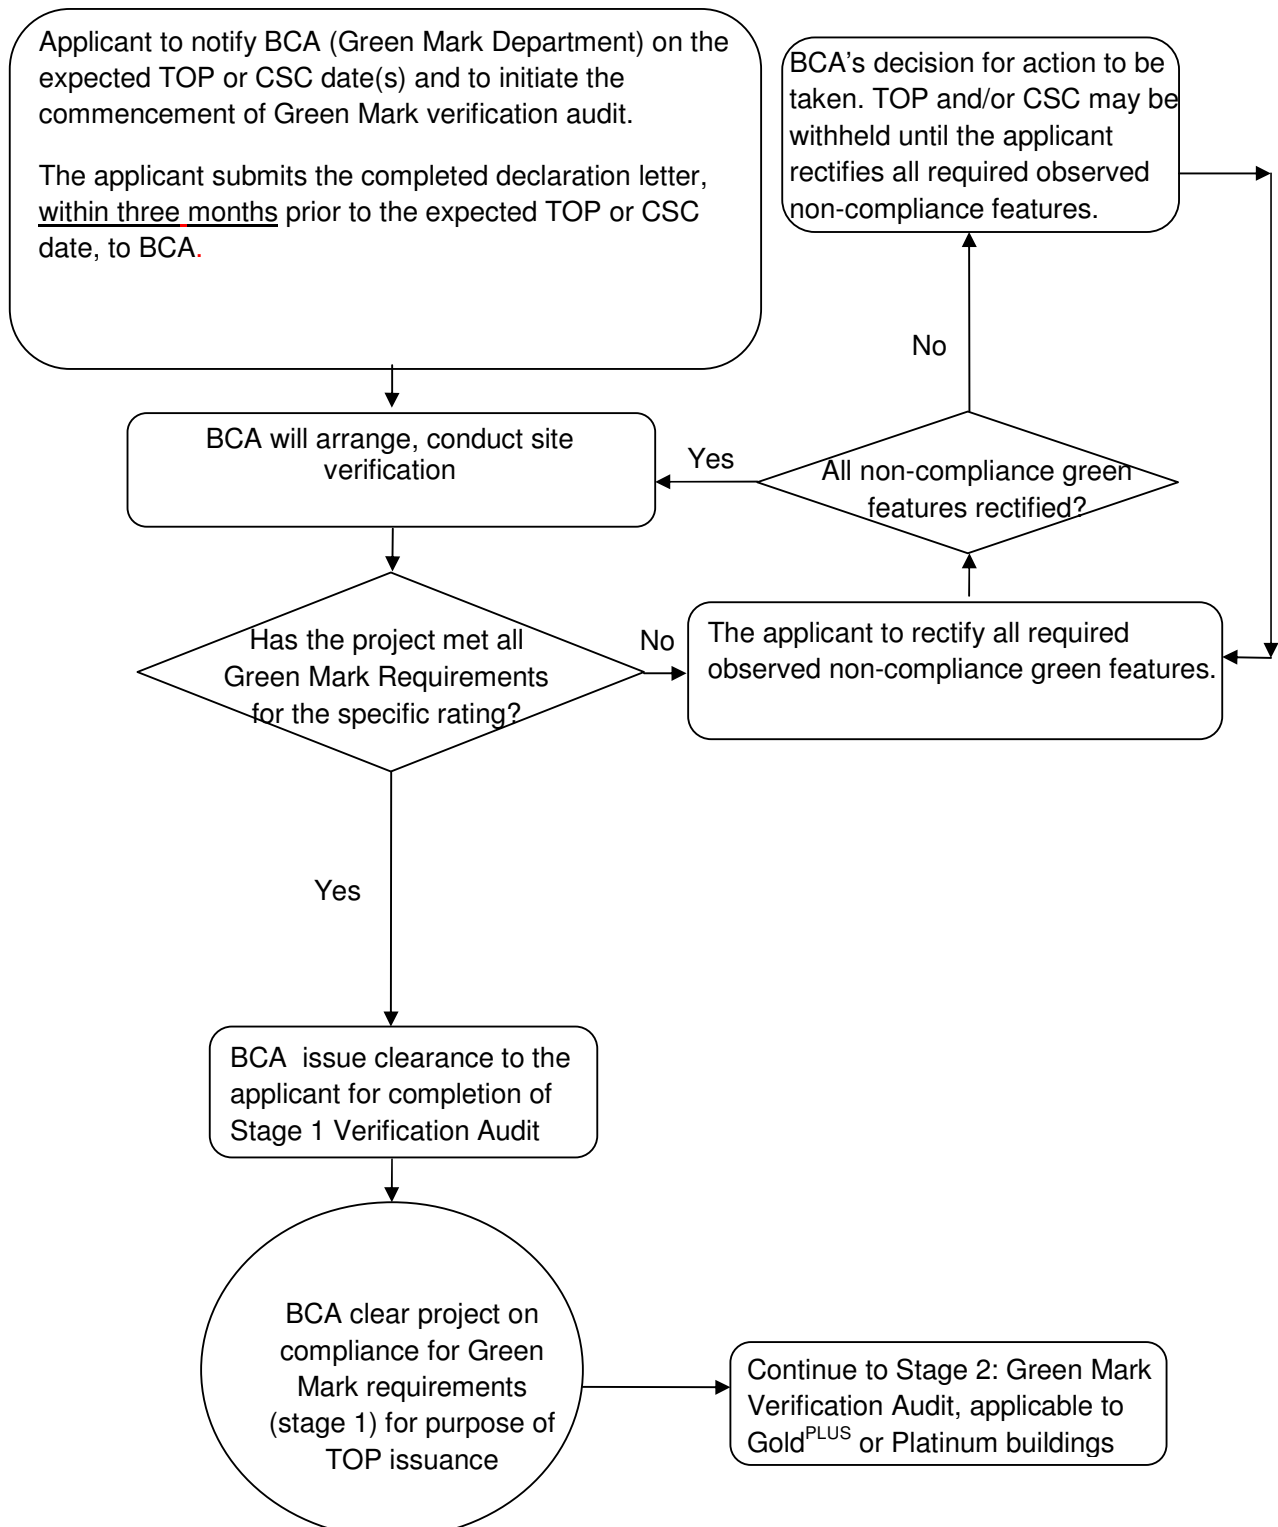 Applicant to notify BCA (Green Mark Department) on the
expected TOP or CSC date(s) and to initiate the
commencement of Green Mark verification audit.
The applicant submits the completed declaration letter,
within three months prior to the expected TOP or CSC
date, to BCA.
BCA's decision for action to be
taken. TOP and/or CSC may be
withheld until the applicant
rectifies all required observed
non-compliance features.
No
BCA will arrange, conduct site
verification
Yes
All non-compliance green
features rectified?
Has the project met all
Green Mark Requirements
for the specific rating?
No
The applicant to rectify all required
observed non-compliance green features.
Yes
BCA  issue clearance to the
applicant for completion of
Stage 1 Verification Audit
BCA clear project on
compliance for Green
Mark requirements
(stage 1) for purpose of
TOP issuance
Continue to Stage 2: Green Mark
Verification Audit, applicable to
Gold^PLUS or Platinum buildings